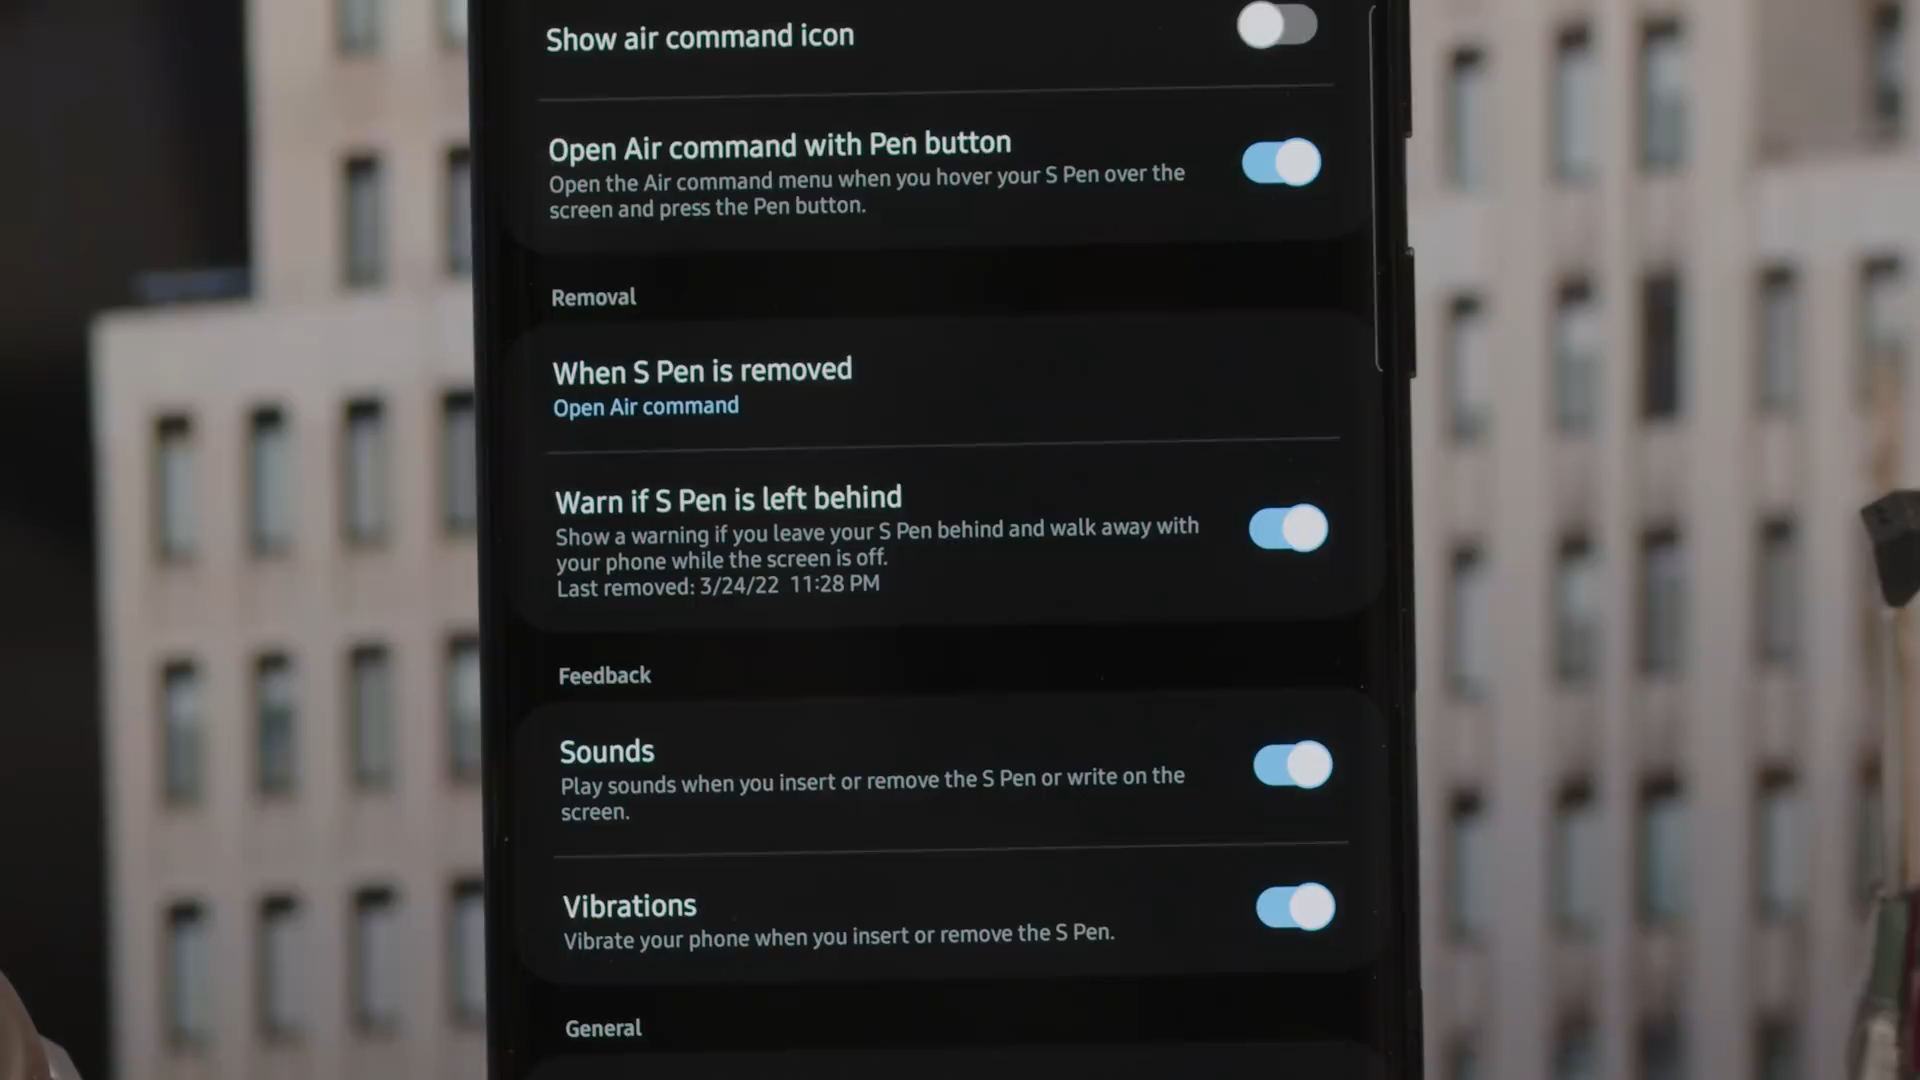 Show air command icon
Open Air command with Pen button
Open the Air command menu when you hover your S Pen over the
screen and press the Pen button.
Removal
When S Pen is removed
Open Air command
Warn if S Pen is left behind
Show a warning if you leave your S Pen behind and walk away with
your phone while the screen is off.
Last removed: 3/24/22 11:28 PM
Feedback
Sounds
Play sounds when you insert or remove the S Pen or write on the
screen.
Vibrations
Vibrate your phone when you insert or remove the S Pen.
General